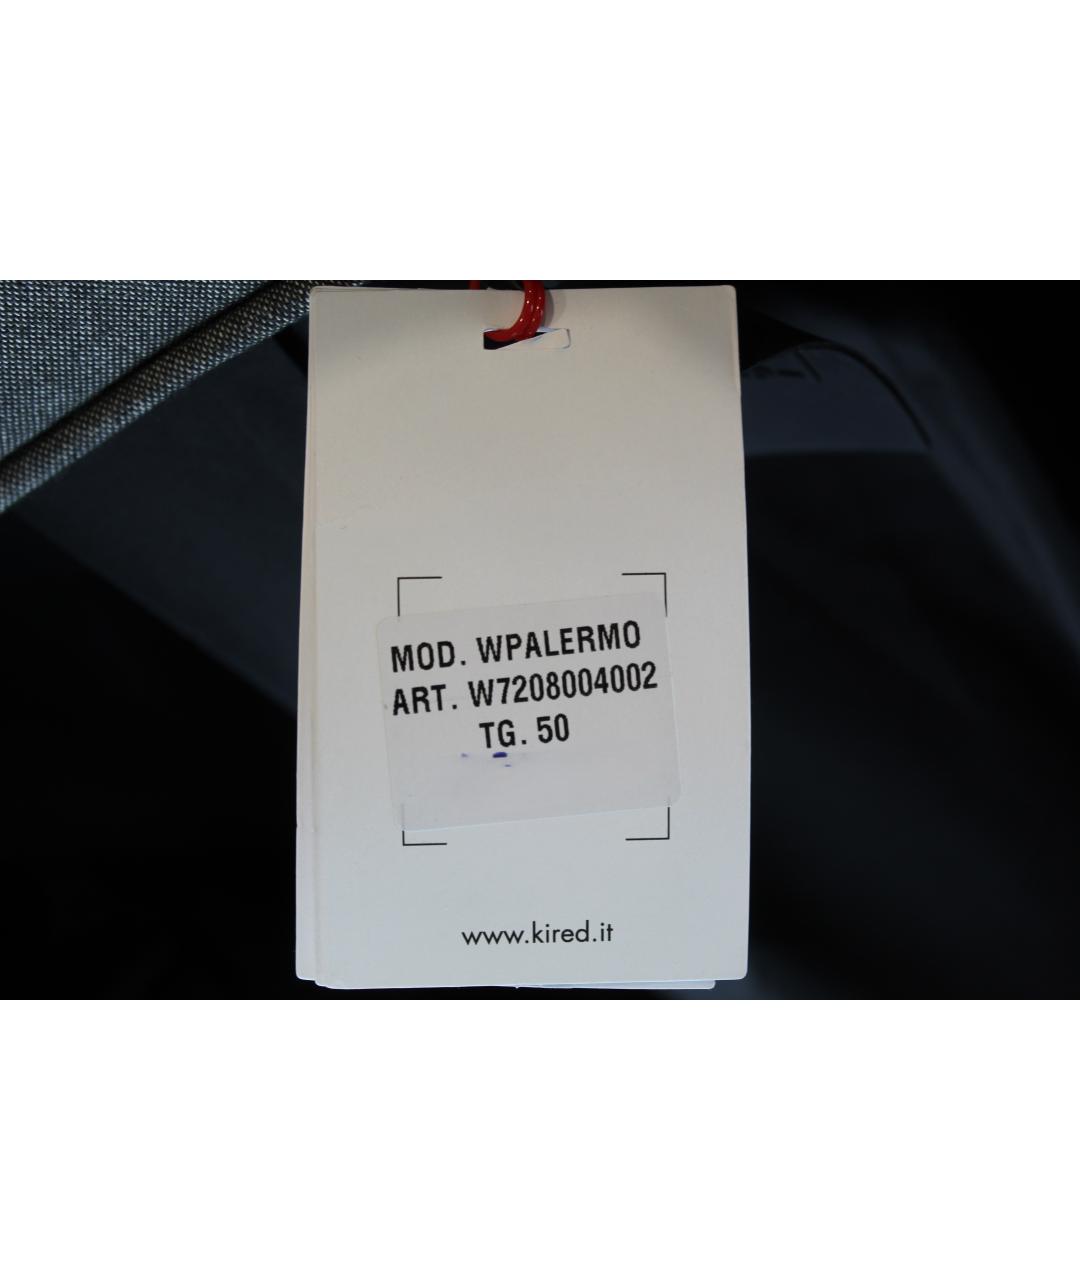 MOD. WPALERMO
ART. W7208004002
TG. 50
www.kired.it